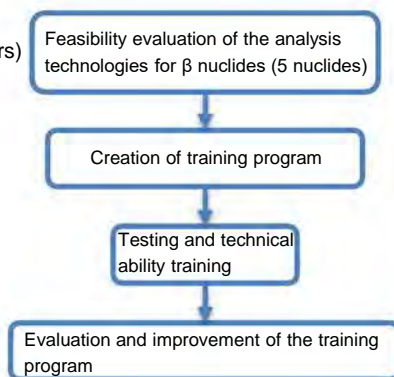 rs)
Feasibility evaluation of the analysis
technologies for β nuclides (5 nuclides)
Creation of training program
Testing and technical
ability training
Evaluation and improvement of the training
program